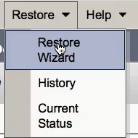 Restore Help
Restore
Wizard
History
Current
Status